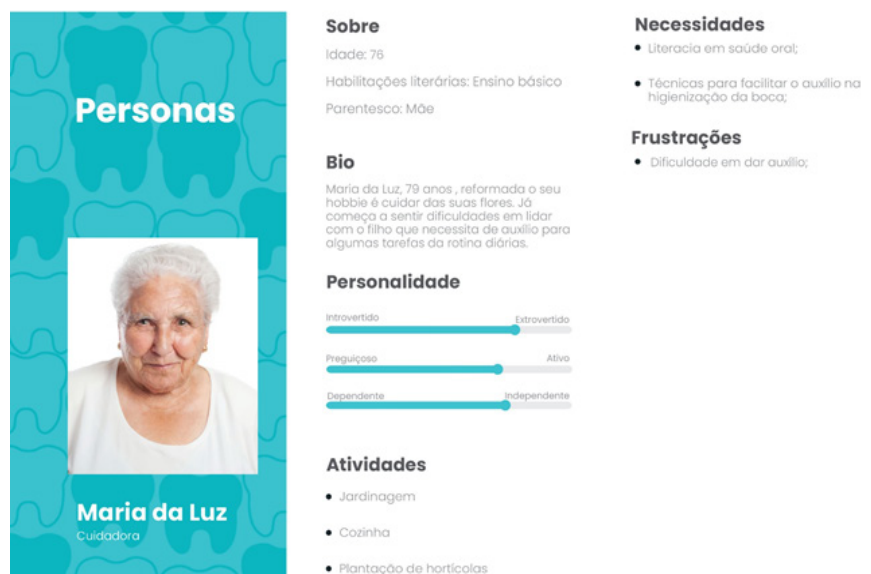 Personas
Maria da Luz
Cuidadora
Sobre
Idade: 76
Habilitações literárias: Ensino básico
Parentesco: Mãe
Bio
Maria da Luz, 79 anos , reformada o seu
hobbie é cuidar das suas flores. Já
começa a sentir dificuldades em lidar
com o filho que necessita de auxílio para
algumas tarefas da rotina diárias.
Personalidade
Introvertido Extrovertido
Preguiçoso Ativo
Dependente Independente
Atividades
Jardinagem
Cozinha
Plantação de hortícolas
Necessidades
Literacia em saúde oral;
Técnicas para facilitar o auxílio na
higienização da boca;
Frustrações
Dificuldade em dar auxílio;